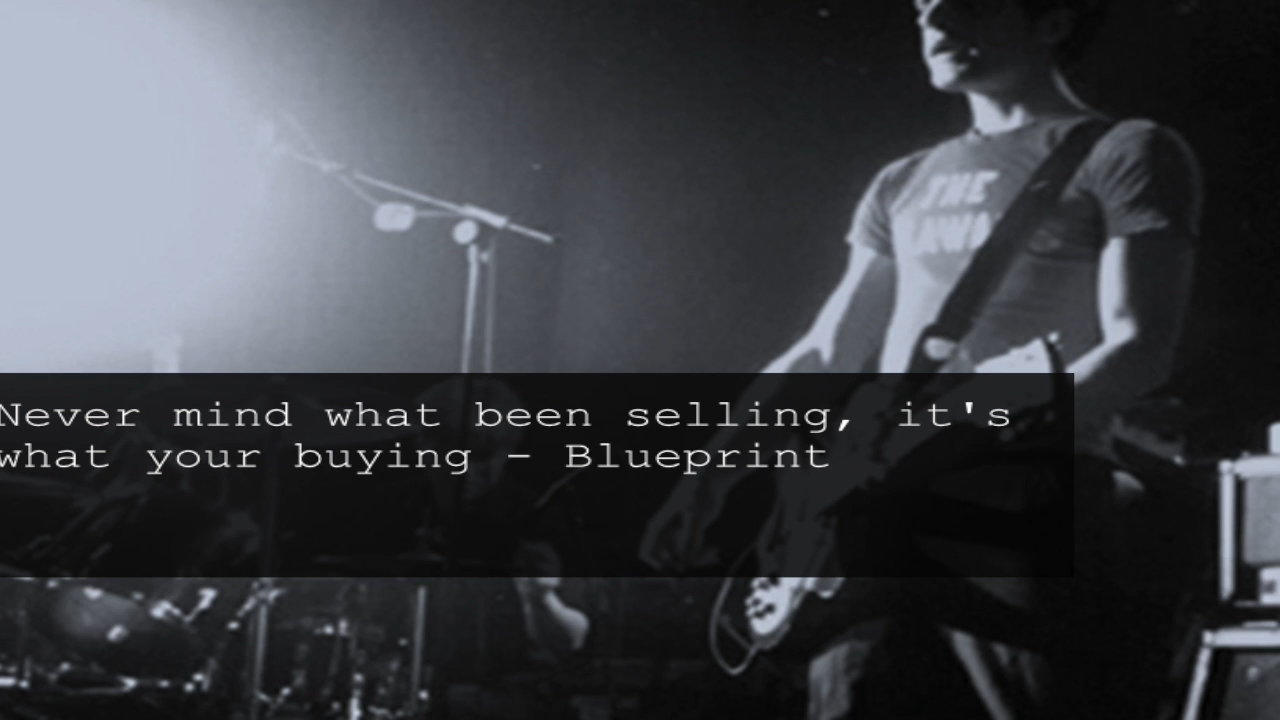 THE
Never mind what been selling, it's
what your buying - Blueprint